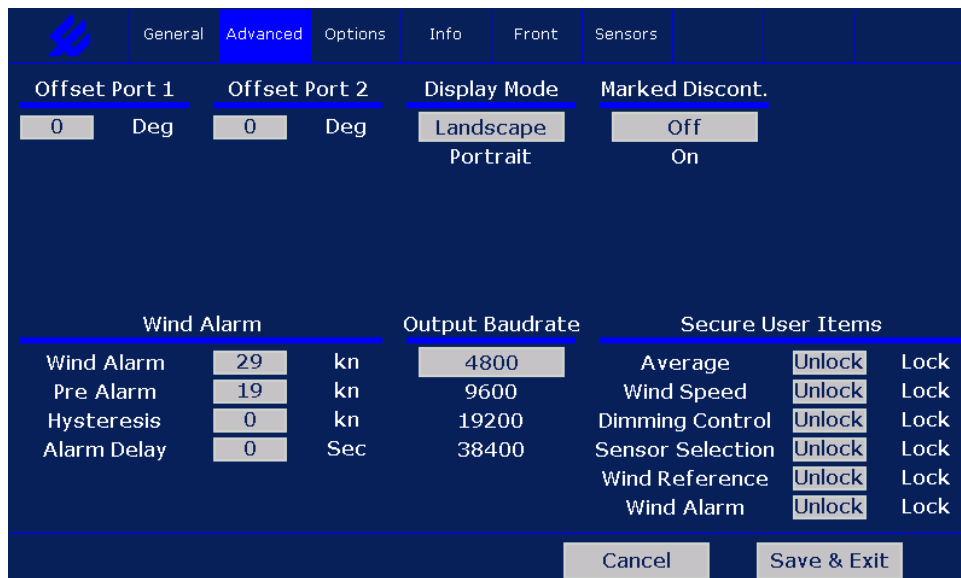 General Advanced Options Info Front Sensors
Offset Port 1 Offset Port 2 Display Mode Marked Discont.
0 Deg 0 Deg Landscape Off
Portrait On
Wind Alarm Output Baudrate Secure User Items
Wind Alarm 29 kn 4800 Average Unlock Lock
Pre Alarm 19 kn 9600 Wind Speed Unlock Lock
Hysteresis 0 kn 19200 Dimming Control Unlock Lock
Alarm Delay 0 Sec 38400 Sensor Selection Unlock Lock
Wind Reference Unlock Lock
Wind Alarm Unlock Lock
Cancel Save & Exit